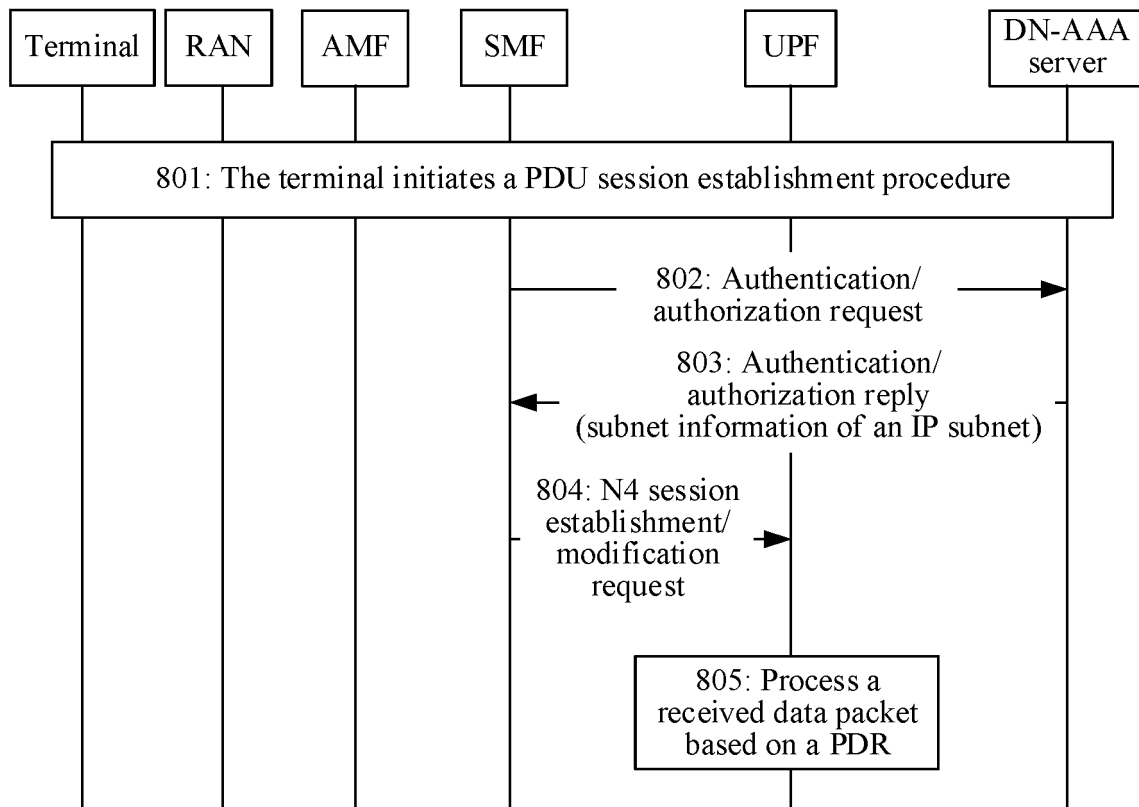 Terminal
RAN
AMF
SMF
UPF
DN-AAA
server
801: The terminal initiates a PDU session establishment procedure
802: Authentication/
authorization request
803: Authentication/
authorization reply
(subnet information of an IP subnet)
804: N4 session
establishment/
modification
request
805: Process a
received data packet
based on a PDR